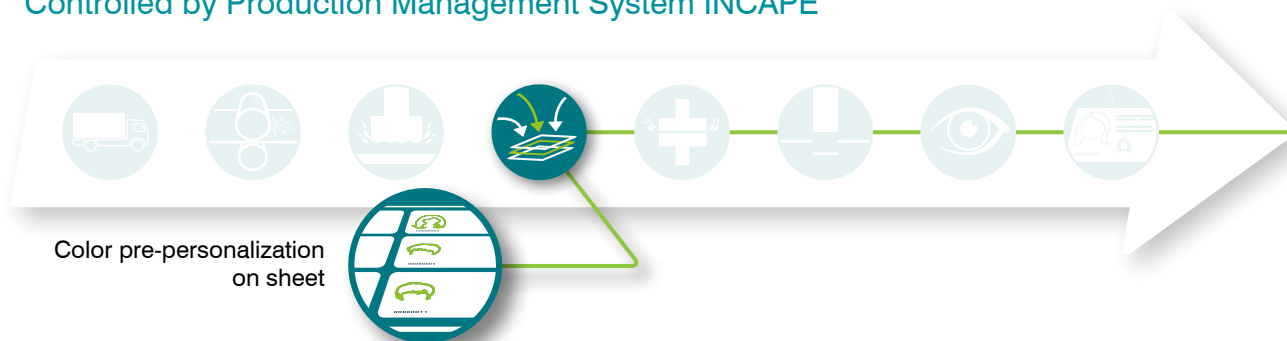 Controlled by Production Management System INCAPE
Color pre-personalization
on sheet